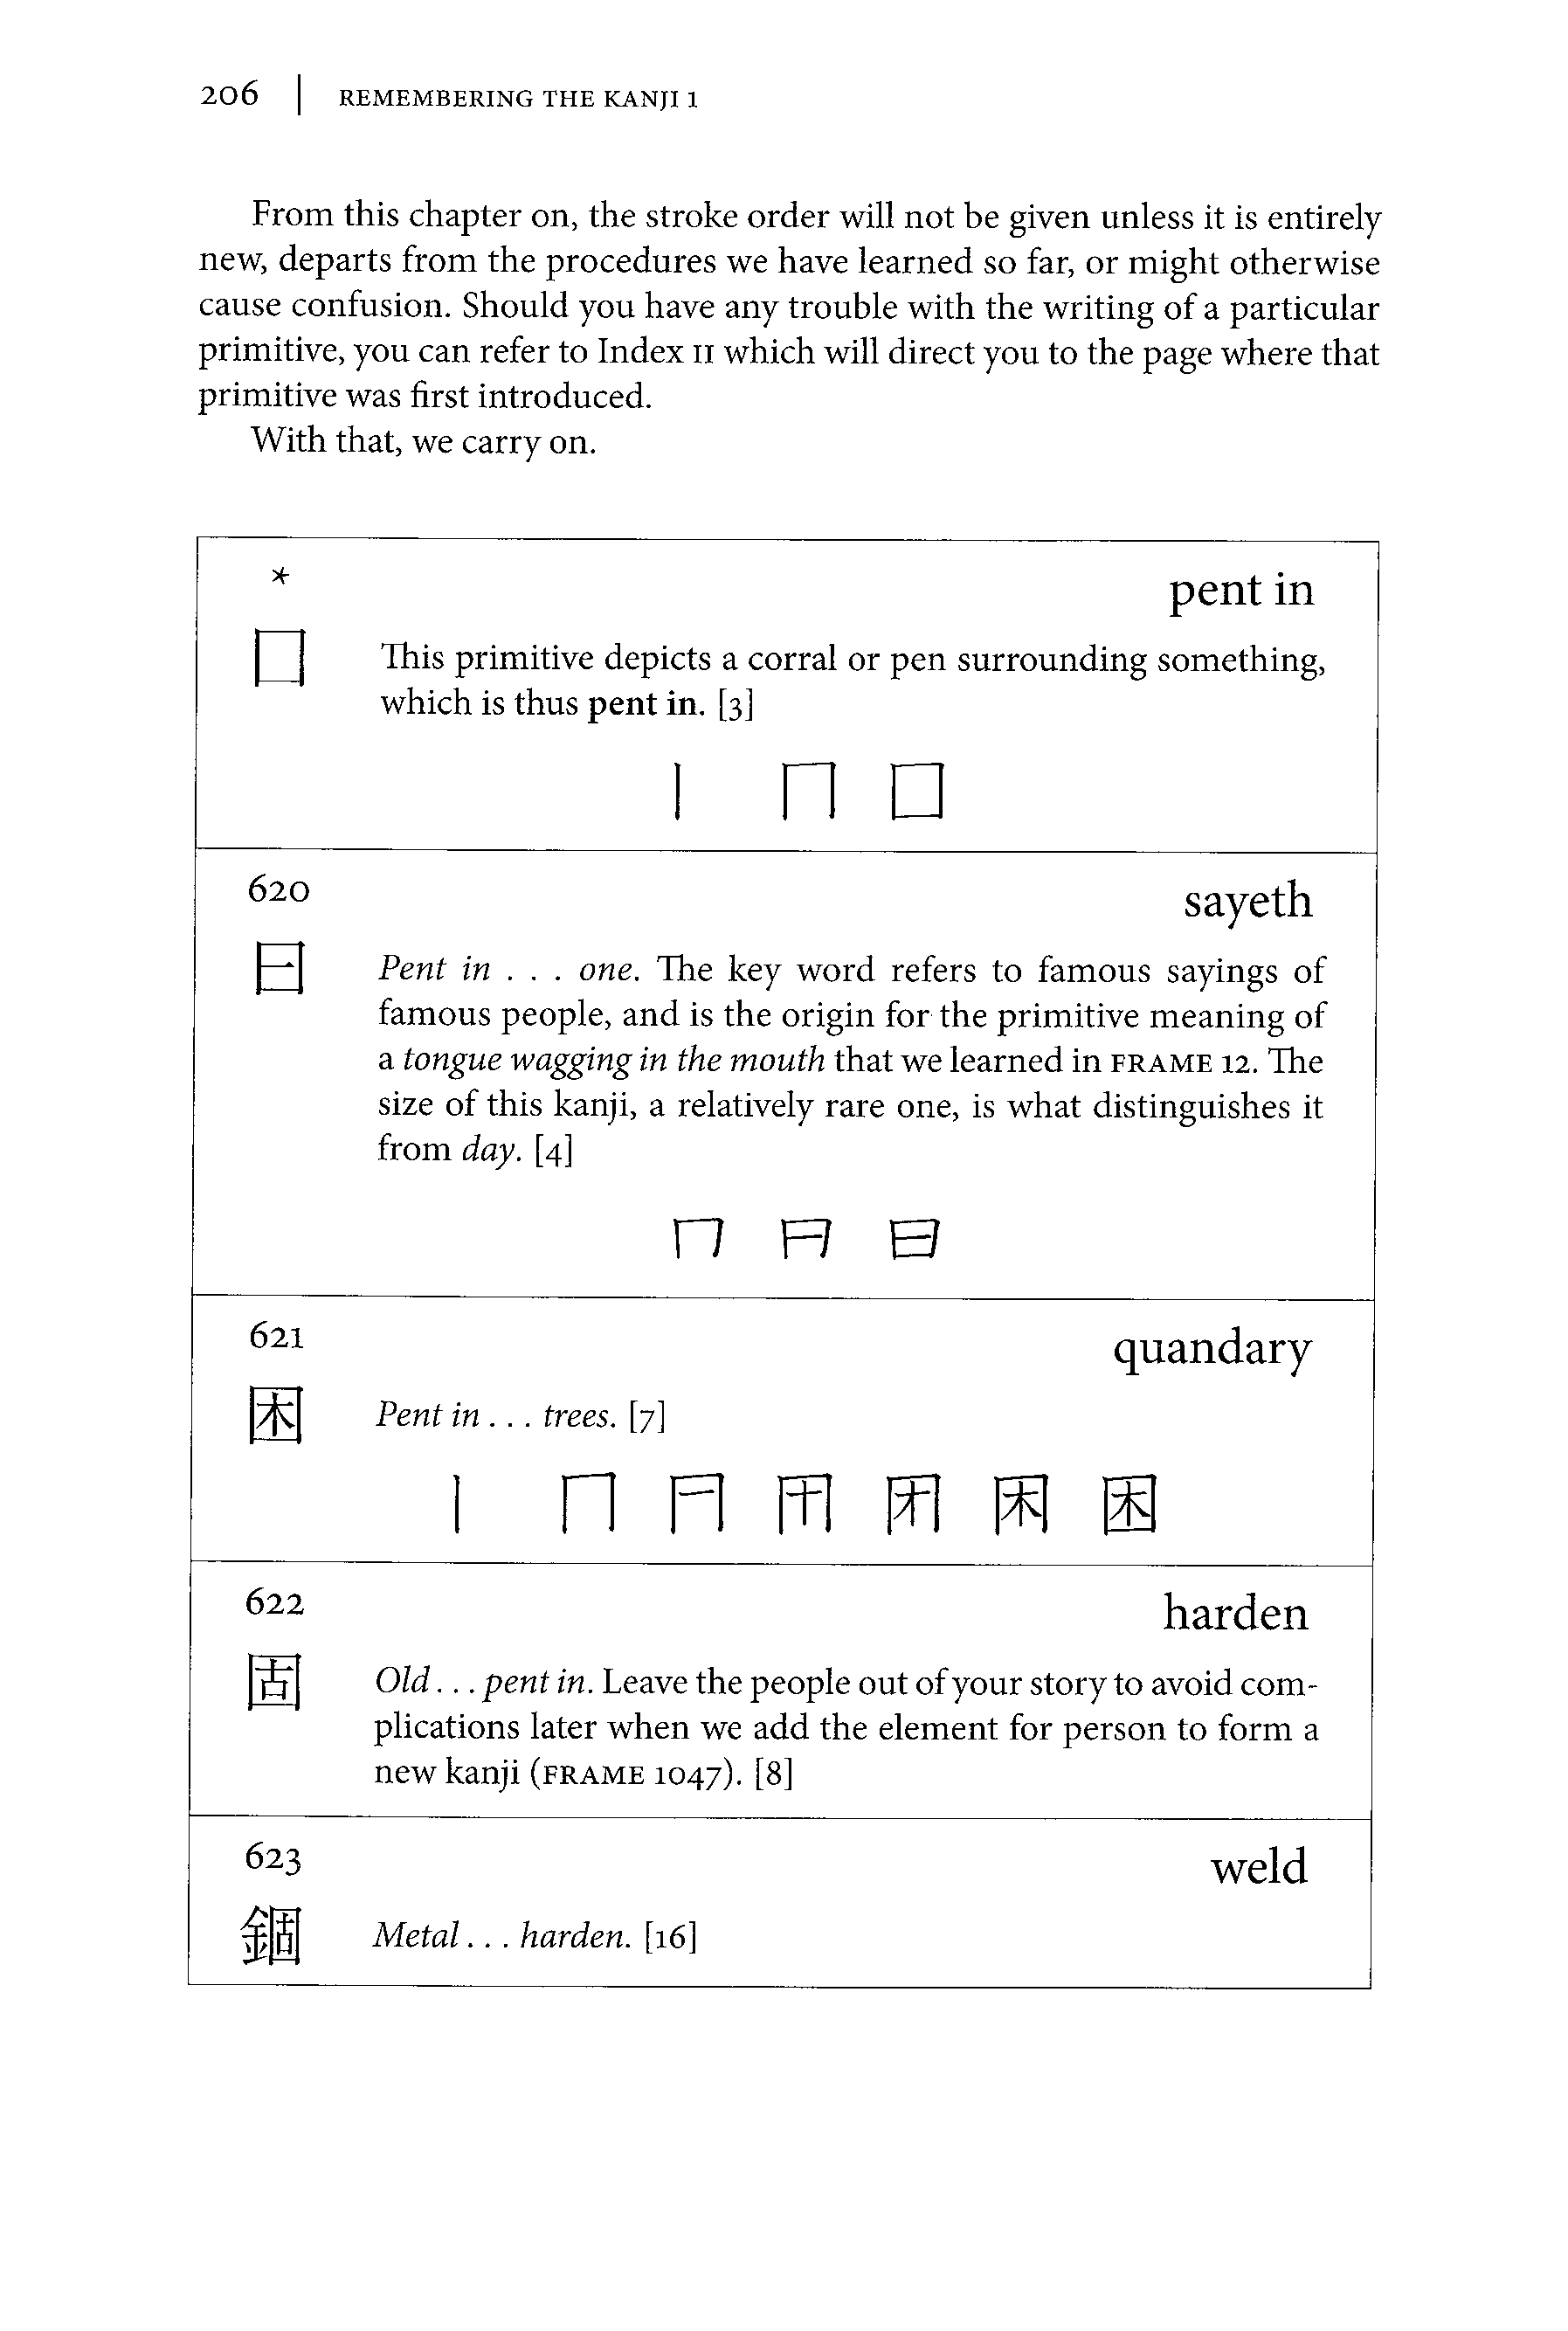 206 | REMEMBERING THE KANJI 1
From this chapter on, the stroke order will not be given unless it is entirely
new, departs from the procedures we have learned so far, or might otherwise
cause confusion. Should you have any trouble with the writing of a particular
primitive, you can refer to Index II which will direct you to the page where that
primitive was first introduced.
With that, we carry on.
*
pent in
囗
This primitive depicts a corral or pen surrounding something,
which is thus pent in. [3]
丨 冂 囗
620
sayeth
曰
Pent in . . . one. The key word refers to famous sayings of
famous people, and is the origin for the primitive meaning of
a tongue wagging in the mouth that we learned in FRAME 12. The
size of this kanji, a relatively rare one, is what distinguishes it
from day. [4]
冂 曰
621
quandary
困
Pent in . . . trees. [7]
丨 冂 困
622
harden
固
Old . . . pent in. Leave the people out of your story to avoid com-
plications later when we add the element for person to form a
new kanji (FRAME 1047). [8]
623
weld
錮
Metal . . . harden. [16]